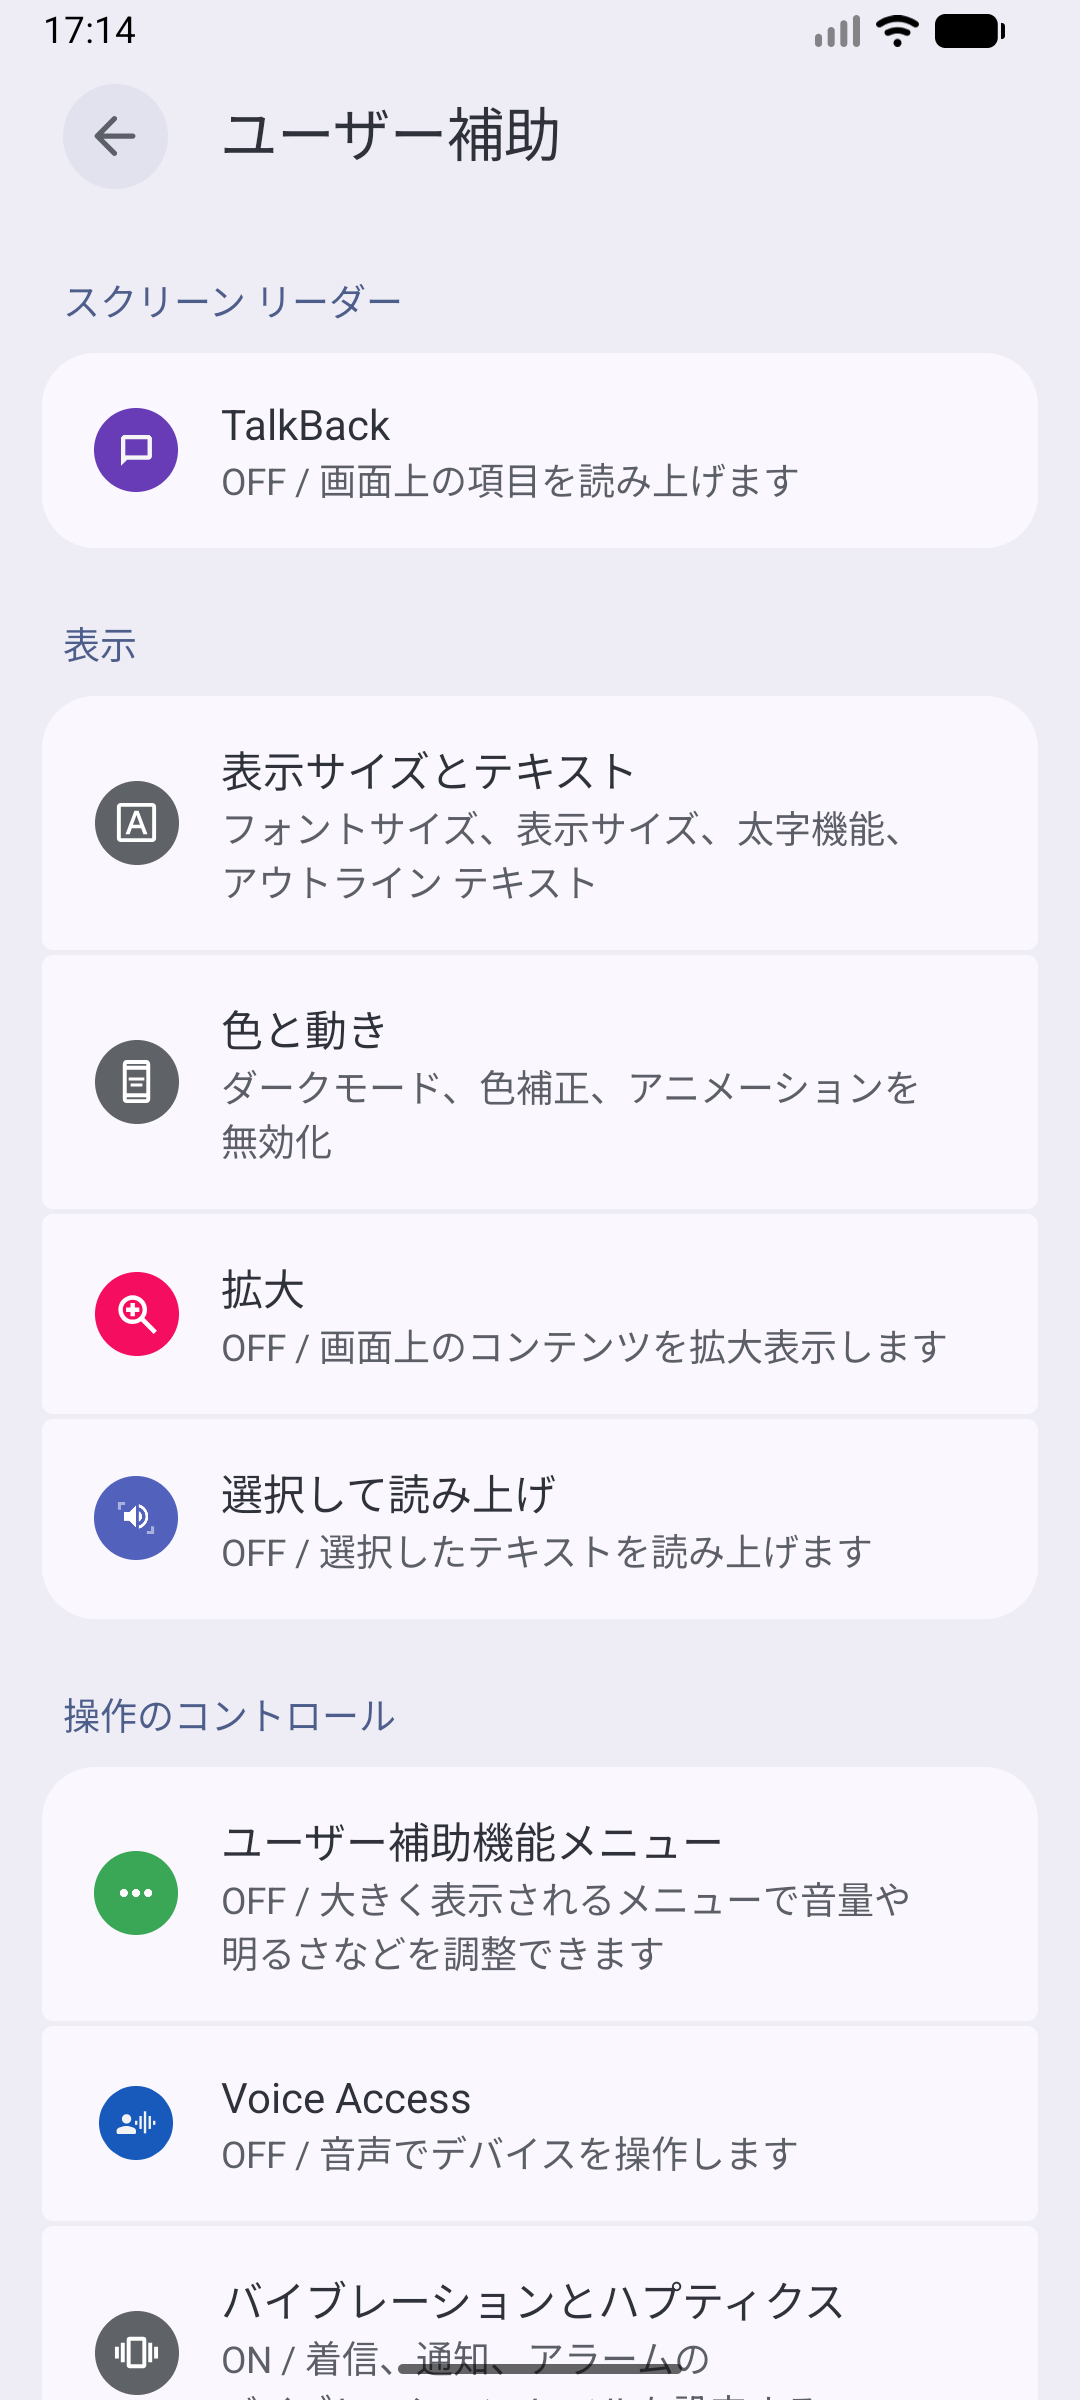 17:14
ユーザー補助
スクリーン リーダー
TalkBack
OFF / 画面上の項目を読み上げます
表示
表示サイズとテキスト
フォントサイズ、表示サイズ、太字機能、
アウトライン テキスト
色と動き
ダークモード、色補正、アニメーションを
無効化
拡大
OFF / 画面上のコンテンツを拡大表示します
選択して読み上げ
OFF / 選択したテキストを読み上げます
操作のコントロール
ユーザー補助機能メニュー
OFF / 大きく表示されるメニューで音量や
明るさなどを調整できます
Voice Access
OFF / 音声でデバイスを操作します
バイブレーションとハプティクス
ON / 着信、通知、アラームの